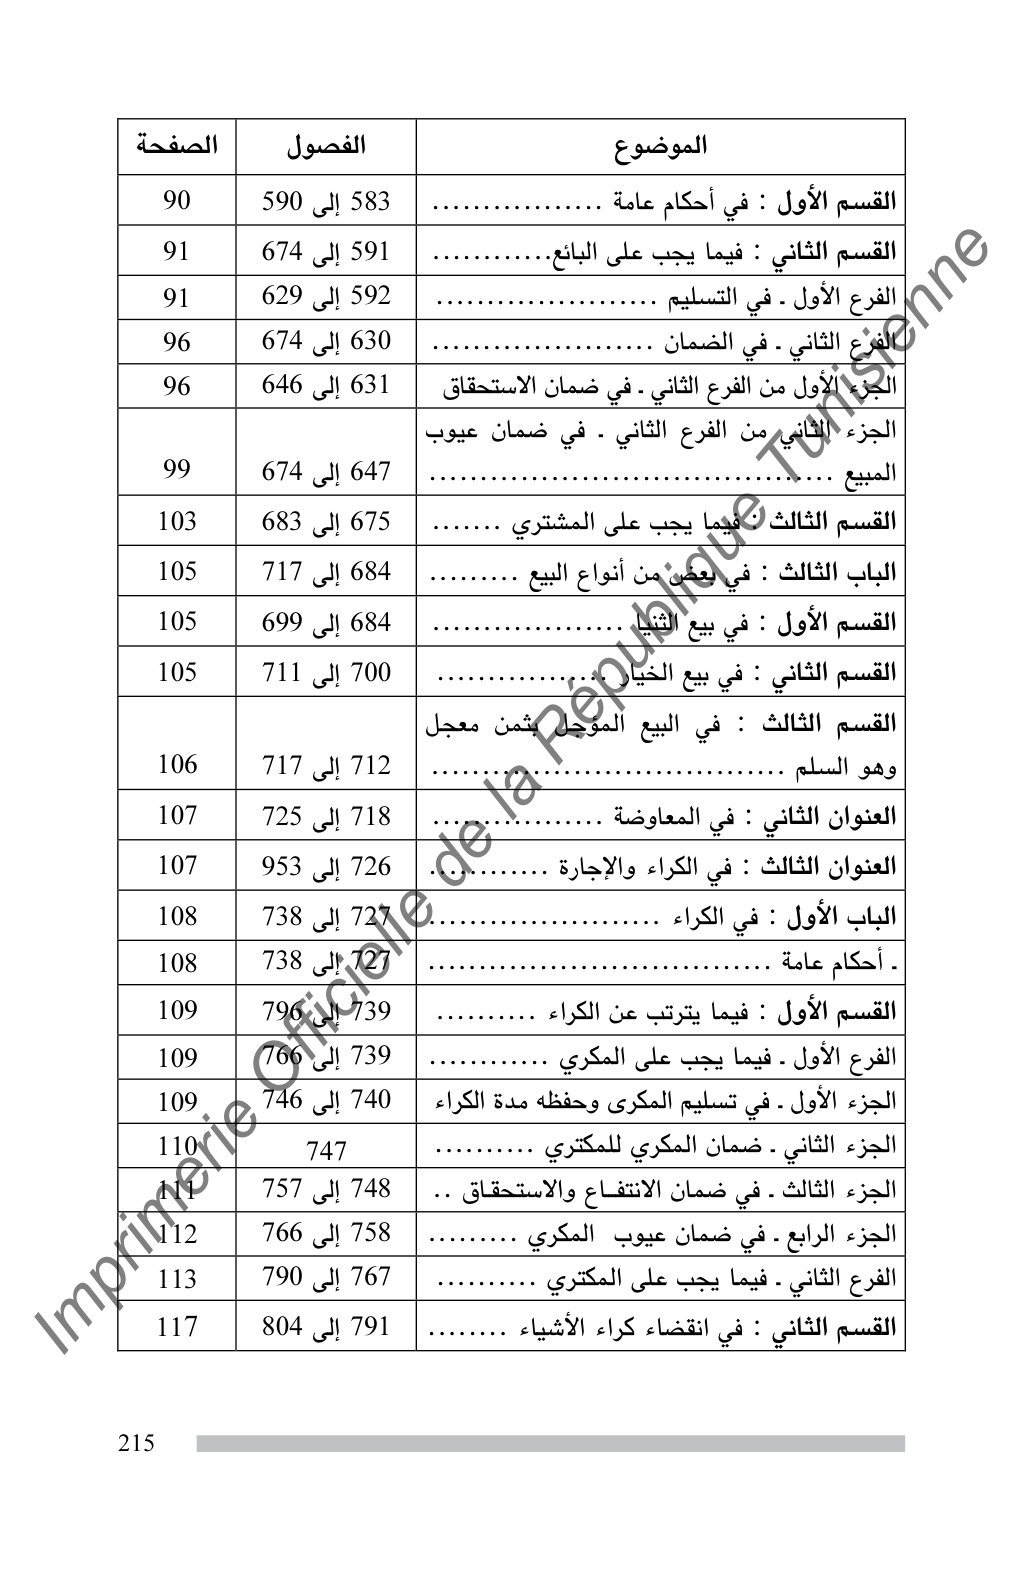 الموضوع الفصول الصفحة
القسم الأول : في أحكام عامة ................. 583 إلى 590 90
القسم الثاني : فيما يجب على البائع............ 591 إلى 674 91
الفرع الأول ـ في التسليم ...................... 592 إلى 629 91
الفرع الثاني ـ في الضمان ...................... 630 إلى 674 96
الجزء الأول من الفرع الثاني ـ في ضمان الاستحقاق 631 إلى 646 96
الجزء الثاني من الفرع الثاني ـ في ضمان عيوب
المبيع ........................................ 647 إلى 674 99
القسم الثالث : فيما يجب على المشتري ....... 675 إلى 683 103
الباب الثالث : في بعض من أنواع البيع ......... 684 إلى 717 105
القسم الأول : في بيع الثنيا ................... 684 إلى 699 105
القسم الثاني : في بيع الخيار ................. 700 إلى 711 105
القسم الثالث : في البيع المؤجل بثمن معجل
وهو السلم ................................... 712 إلى 717 106
العنوان الثاني : في المعاوضة ................. 718 إلى 725 107
العنوان الثالث : في الكراء والإجارة ............ 726 إلى 953 107
الباب الأول : في الكراء ....................... 727 إلى 738 108
ـ أحكام عامة .................................. 727 إلى 738 108
القسم الأول : فيما يترتب عن الكراء .......... 739 إلى 796 109
الفرع الأول ـ فيما يجب على المكري ............ 739 إلى 766 109
الجزء الأول ـ في تسليم المكرى وحفظه مدة الكراء 740 إلى 746 109
الجزء الثاني ـ ضمان المكري للمكتري .......... 747 110
الجزء الثالث ـ في ضمان الانتفـاع والاستحقـاق .. 748 إلى 757 111
الجزء الرابع ـ في ضمان عيوب المكري ......... 758 إلى 766 112
الفرع الثاني ـ فيما يجب على المكتري .......... 767 إلى 790 113
القسم الثاني : في انقضاء كراء الأشياء ........ 791 إلى 804 117
Imprimerie Officielle de la République Tunisienne
215